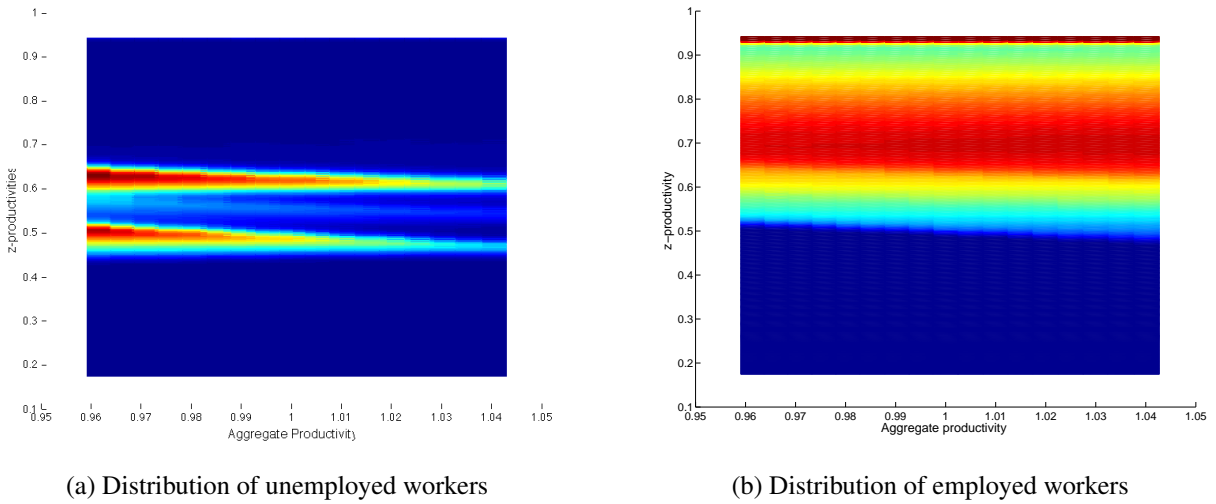 1
0.9
0.8
0.7
0.6
0.5
0.4
0.3
0.2
0.1
z-productivities
0.95 0.96 0.97 0.98 0.99 1 1.01 1.02 1.03 1.04 1.05
Aggregate Productivity
(a) Distribution of unemployed workers
1
0.9
0.8
0.7
0.6
0.5
0.4
0.3
0.2
0.1
z-productivity
0.95 0.96 0.97 0.98 0.99 1 1.01 1.02 1.03 1.04 1.05
Aggregate productivity
(b) Distribution of employed workers